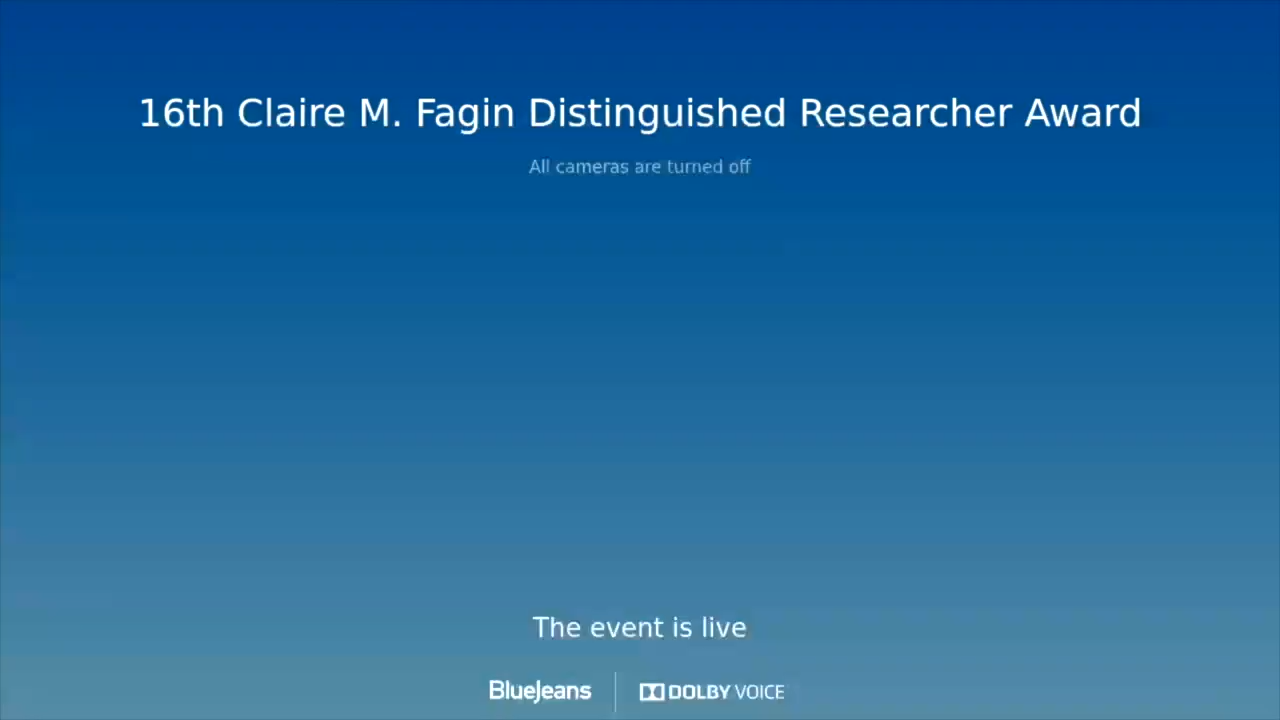 16th Claire M. Fagin Distinguished Researcher Award
All cameras are turned off
The event is live
BlueJeans DOLBY VOICE